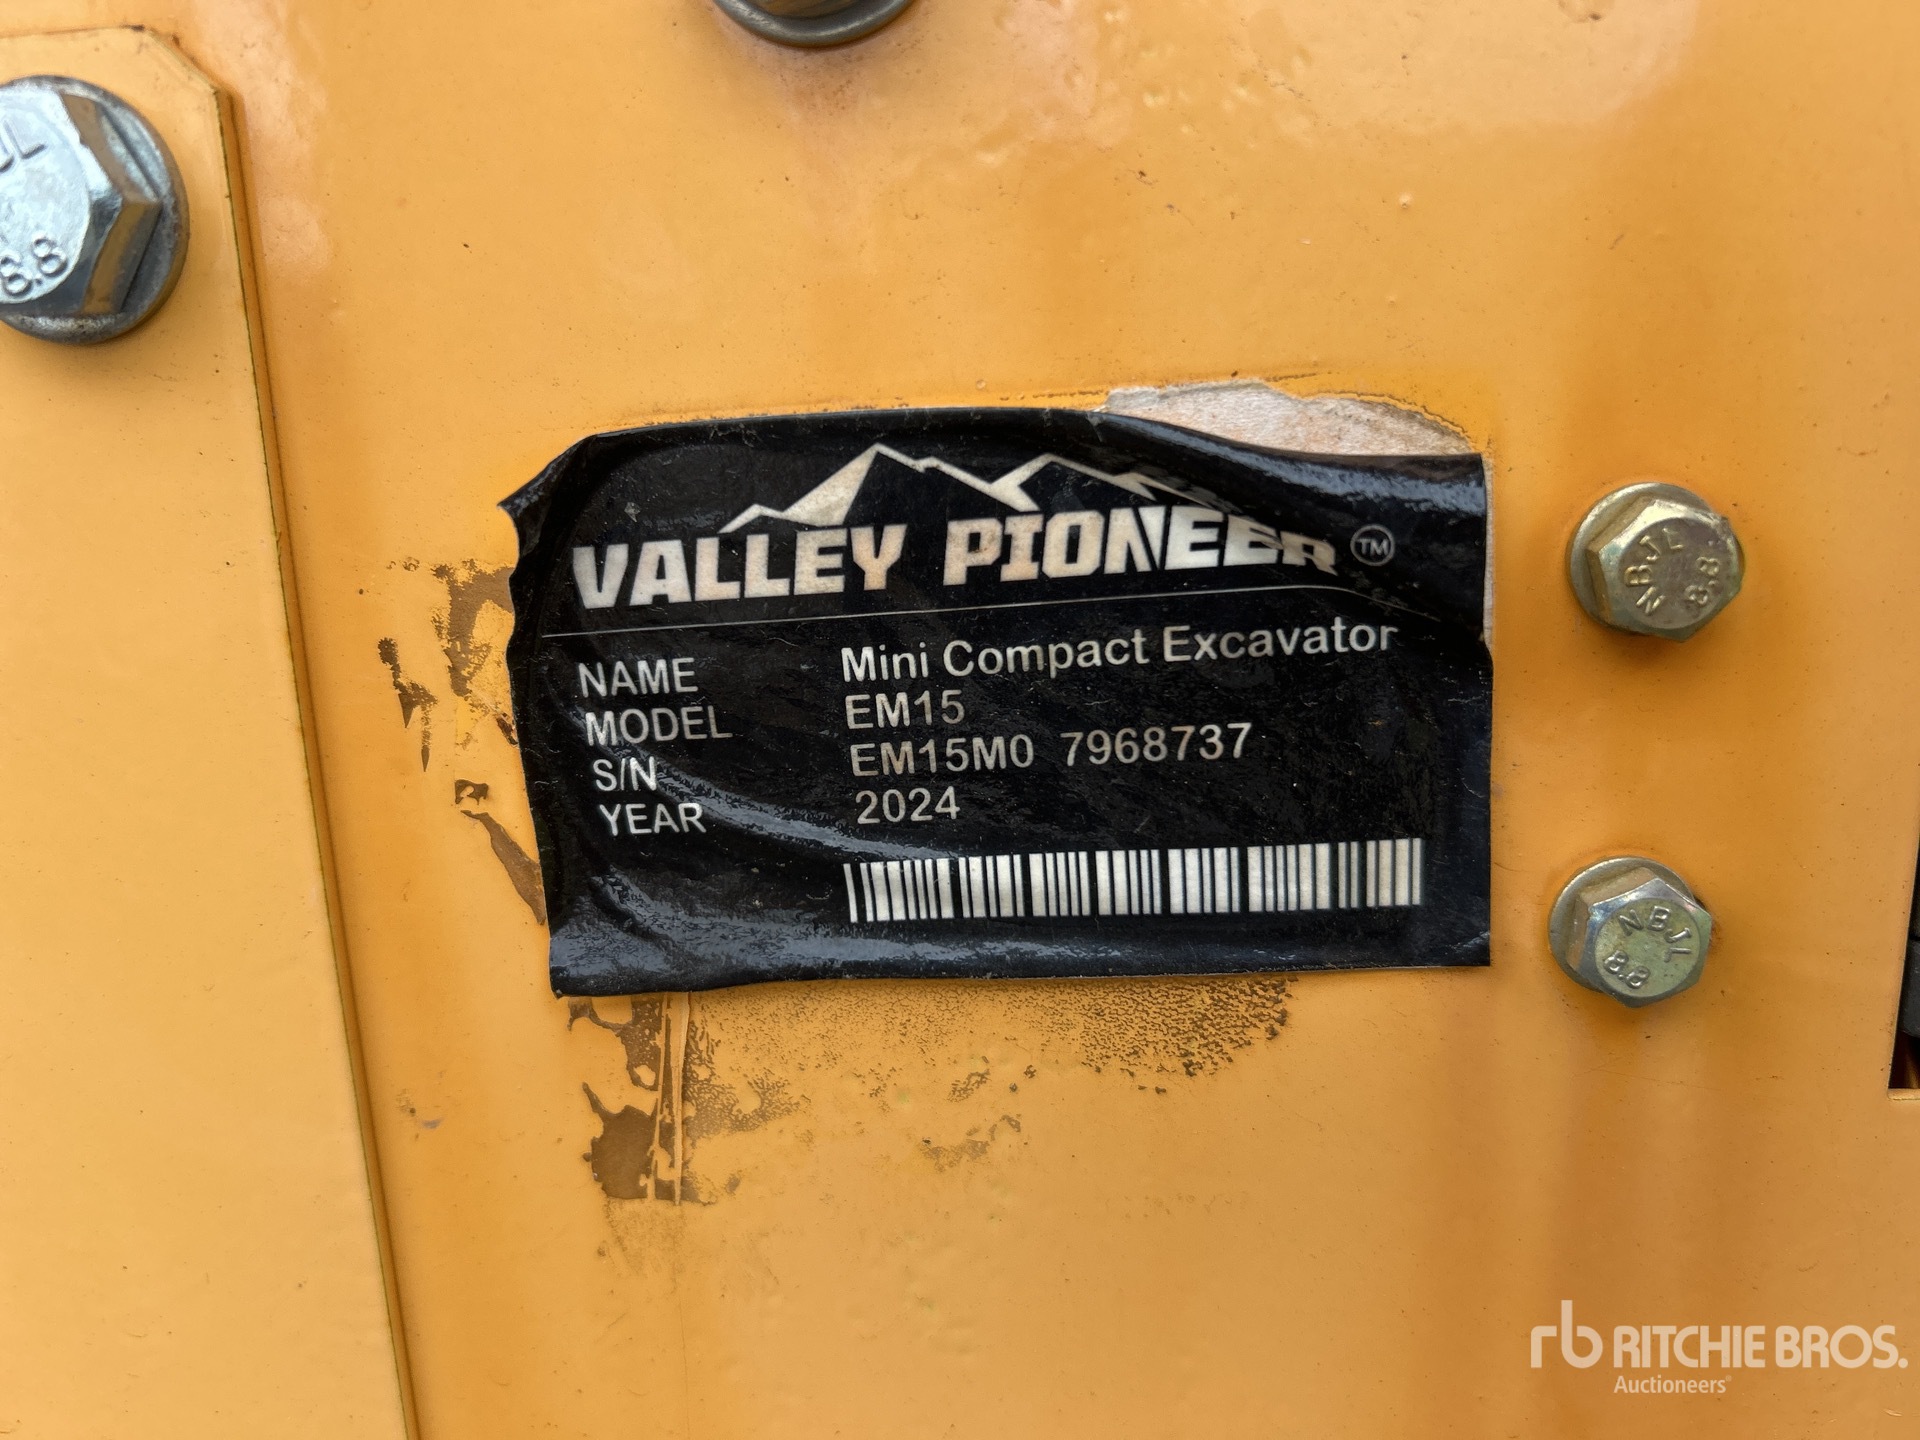 JL
8.8
VALLEY PIONEER TM
NAME Mini Compact Excavator
MODEL EM15
S/N EM15M0 7968737
YEAR 2024
NBJL
8.8
NBJL
8.8
rb RITCHIE BROS.
Auctioneers